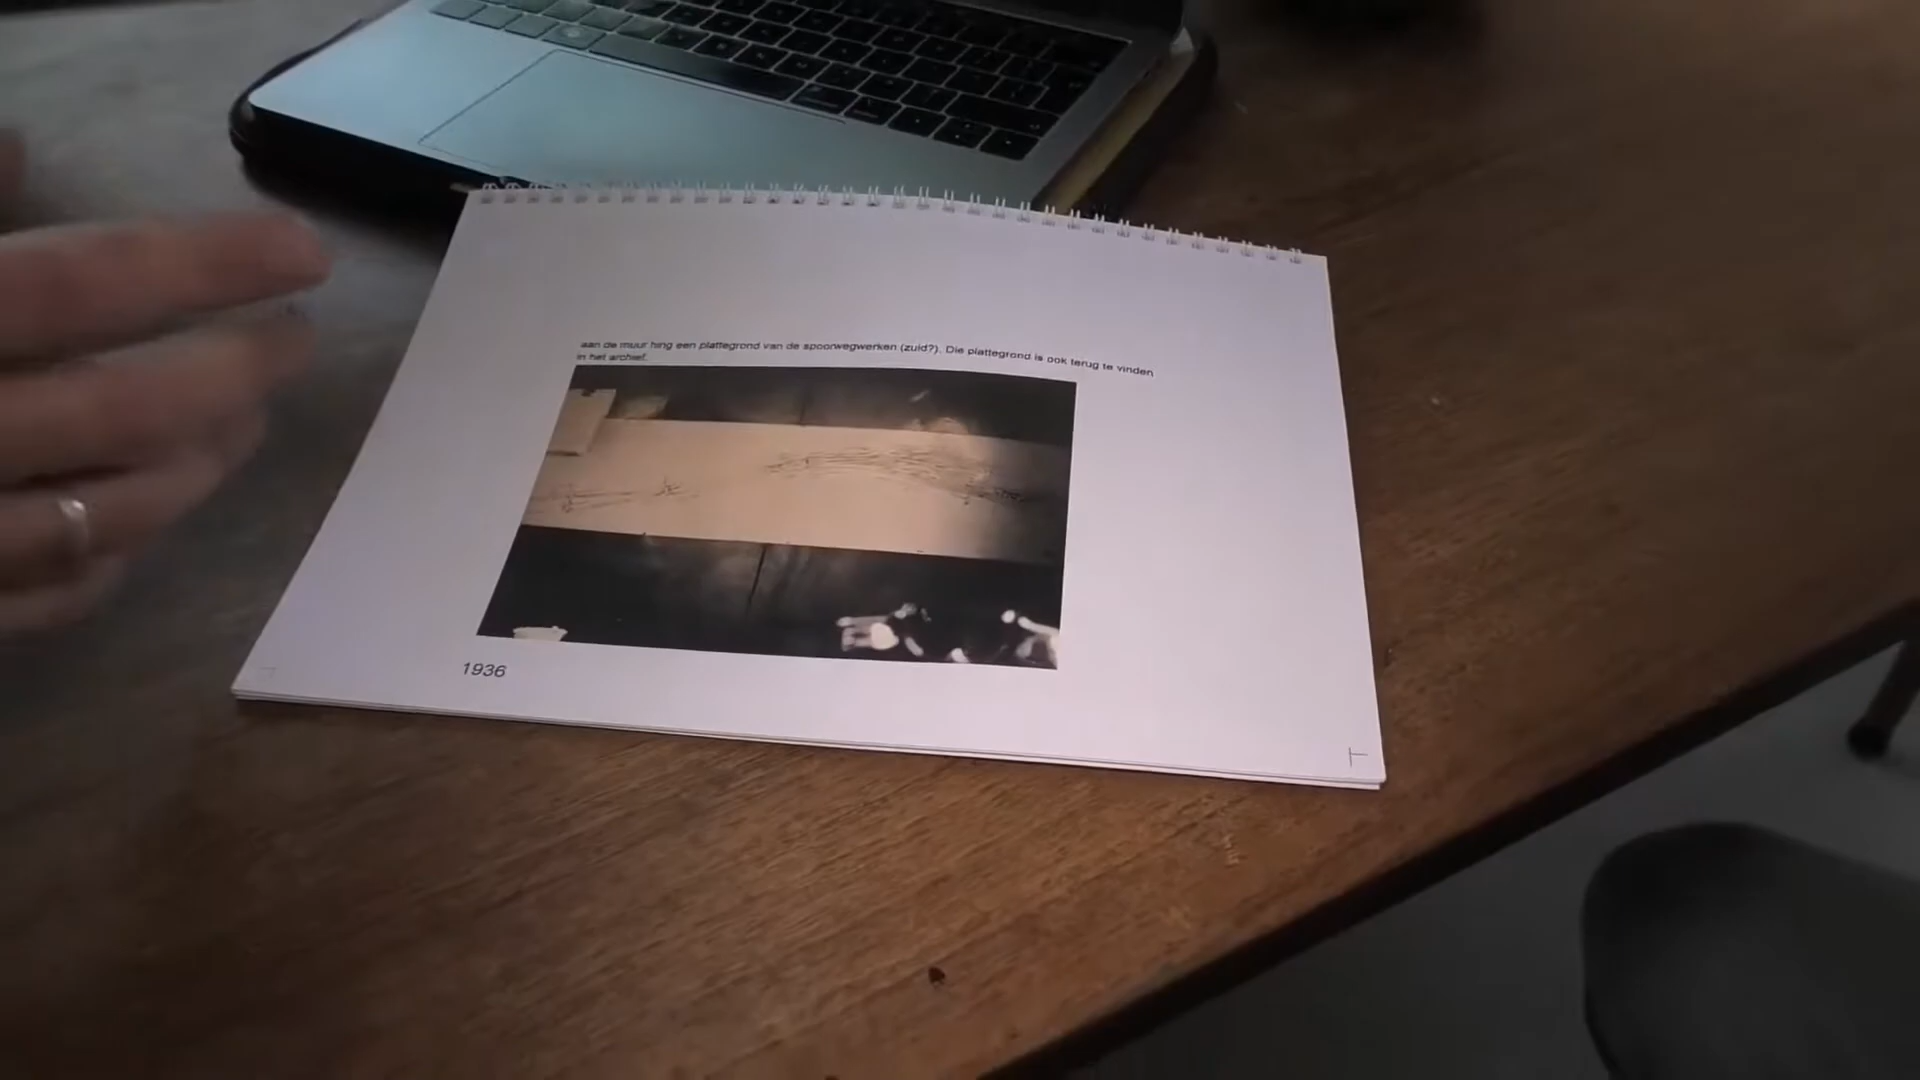 aan de muur hing een plattegrond van de spoorwegwerken (zuid?). Die plattegrond is ook terug te vinden
in het archief.
1936